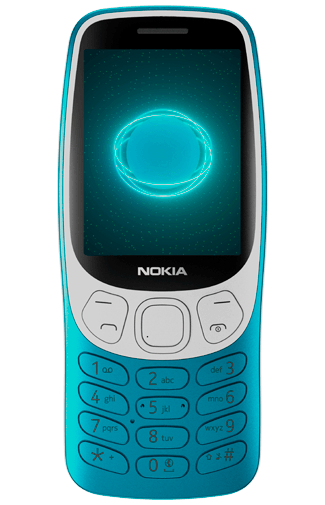 NOKIA
1 2 abc def 3
4 ghi 5 jkl mno 6
7 pqrs 8 tuv wxyz 9
*+ 0 #